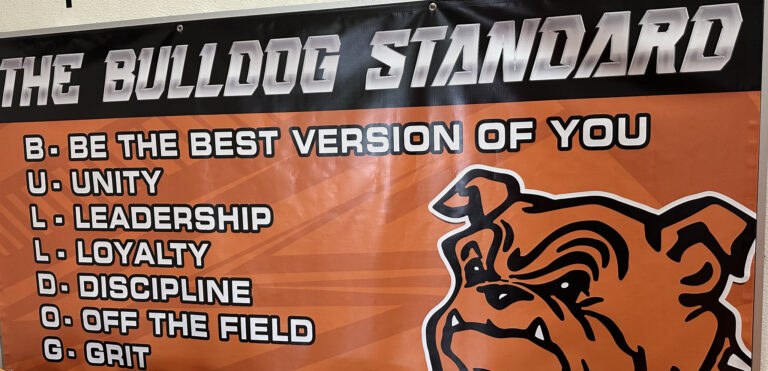 THE BULLDOG STANDARD
B - BE THE BEST VERSION OF YOU
U - UNITY
L - LEADERSHIP
L - LOYALTY
D - DISCIPLINE
O - OFF THE FIELD
G - GRIT